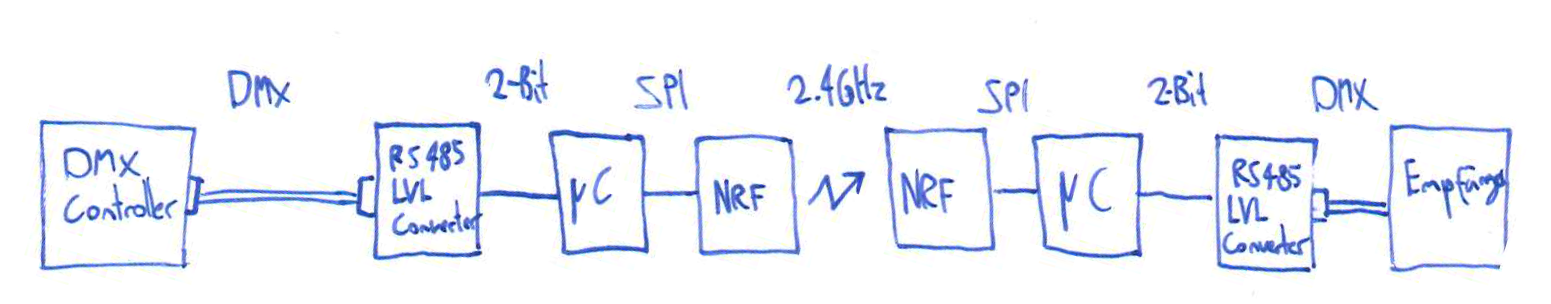 DMX
2-Bit
SPI
2.4GHz
SPI
2-Bit
DMX
DMX
Controller
RS485
LVL
Converter
µC
NRF
NRF
µC
RS485
LVL
Converter
Empfänger